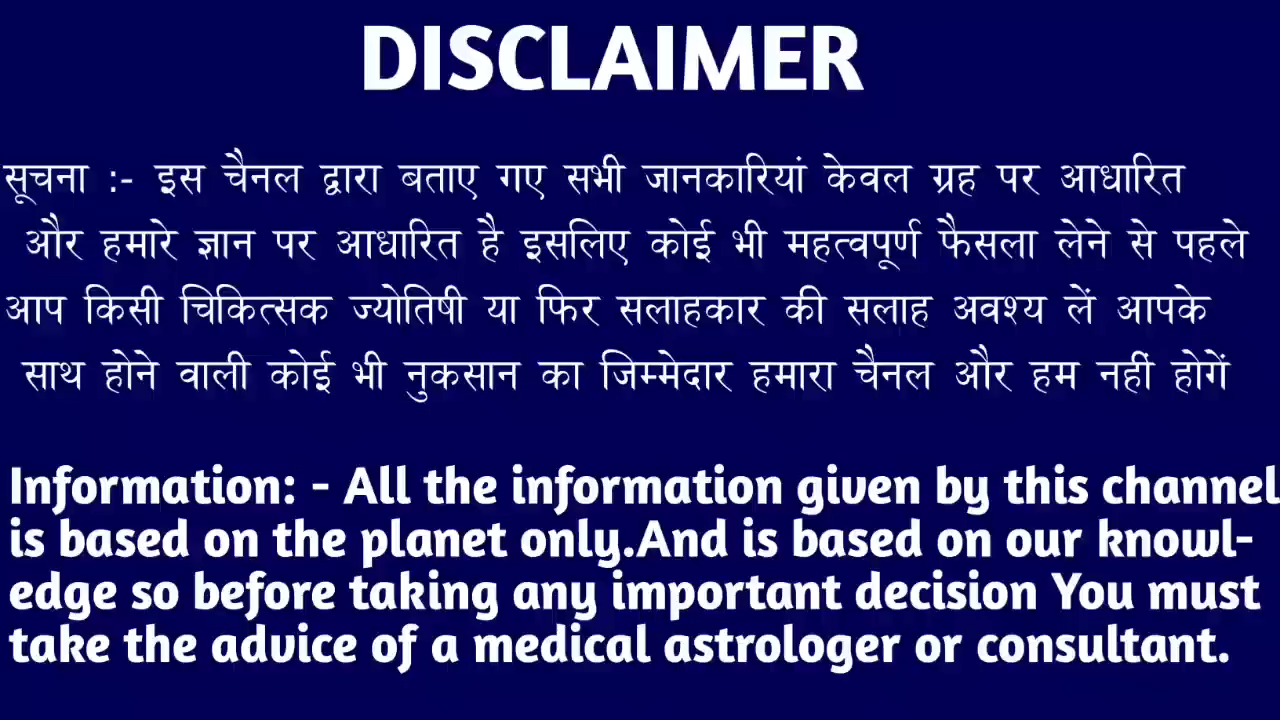 DISCLAIMER
सूचना :- इस चैनल द्वारा बताए गए सभी जानकारियां केवल ग्रह पर आधारित
और हमारे ज्ञान पर आधारित है इसलिए कोई भी महत्वपूर्ण फैसला लेने से पहले
आप किसी चिकित्सक ज्योतिषी या फिर सलाहकार की सलाह अवश्य लें आपके
साथ होने वाली कोई भी नुकसान का जिम्मेदार हमारा चैनल और हम नहीं होगें
Information: - All the information given by this channel
is based on the planet only.And is based on our knowl-
edge so before taking any important decision You must
take the advice of a medical astrologer or consultant.